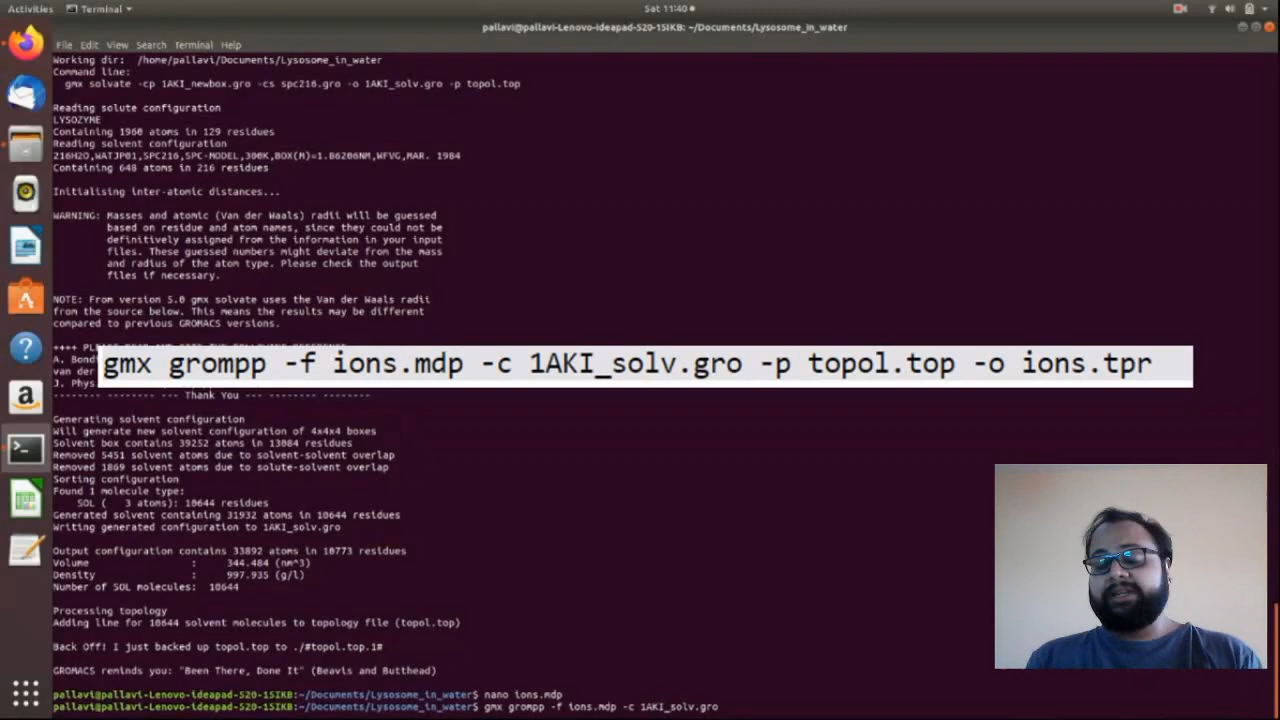 Activities
Terminal
Sat 11:40
pallavi@pallavi-Lenovo-ideapad-520-15IKB: ~/Documents/Lysosome_in_water
File Edit View Search Terminal Help
Working dir: /home/pallavi/Documents/Lysosome_in_water
Command line:
gmx solvate -cp 1AKI_newbox.gro -cs spc216.gro -o 1AKI_solv.gro -p topol.top
Reading solute configuration
LYSOZYME
Containing 1960 atoms in 129 residues
Reading solvent configuration
216H2O,WATJP01,SPC216,SPC-MODEL,300K,BOX(M)=1.86206NM,WFVG,MAR. 1984
Containing 648 atoms in 216 residues
Initialising inter-atomic distances...
WARNING: Masses and atomic (Van der Waals) radii will be guessed
based on residue and atom names, since they could not be
definitively assigned from the information in your input
files. These guessed numbers might deviate from the mass
and radius of the atom type. Please check the output
files if necessary.
NOTE: From version 5.0 gmx solvate uses the Van der Waals radii
from the source below. This means the results may be different
compared to previous GROMACS versions.
++++
A. Bond
gmx grompp -f ions.mdp -c 1AKI_solv.gro -p topol.top -o ions.tpr
van der
J. Phys.
-------- -------- --- Thank You --- -------- --------
Generating solvent configuration
Will generate new solvent configuration of 4x4x4 boxes
Solvent box contains 39252 atoms in 13084 residues
Removed 5451 solvent atoms due to solvent-solvent overlap
Removed 1869 solvent atoms due to solute-solvent overlap
Sorting configuration
Found 1 molecule type:
SOL ( 3 atoms): 10644 residues
Generated solvent containing 31932 atoms in 10644 residues
Writing generated configuration to 1AKI_solv.gro
Output configuration contains 33892 atoms in 10773 residues
Volume : 344.484 (nm^3)
Density : 997.935 (g/l)
Number of SOL molecules: 10644
Processing topology
Adding line for 10644 solvent molecules to topology file (topol.top)
Back Off! I just backed up topol.top to ./#topol.top.1#
GROMACS reminds you: "Been There, Done It" (Beavis and Butthead)
pallavi@pallavi-Lenovo-ideapad-520-15IKB:~/Documents/Lysosome_in_water$ nano ions.mdp
pallavi@pallavi-Lenovo-ideapad-520-15IKB:~/Documents/Lysosome_in_water$ gmx grompp -f ions.mdp -c 1AKI_solv.gro